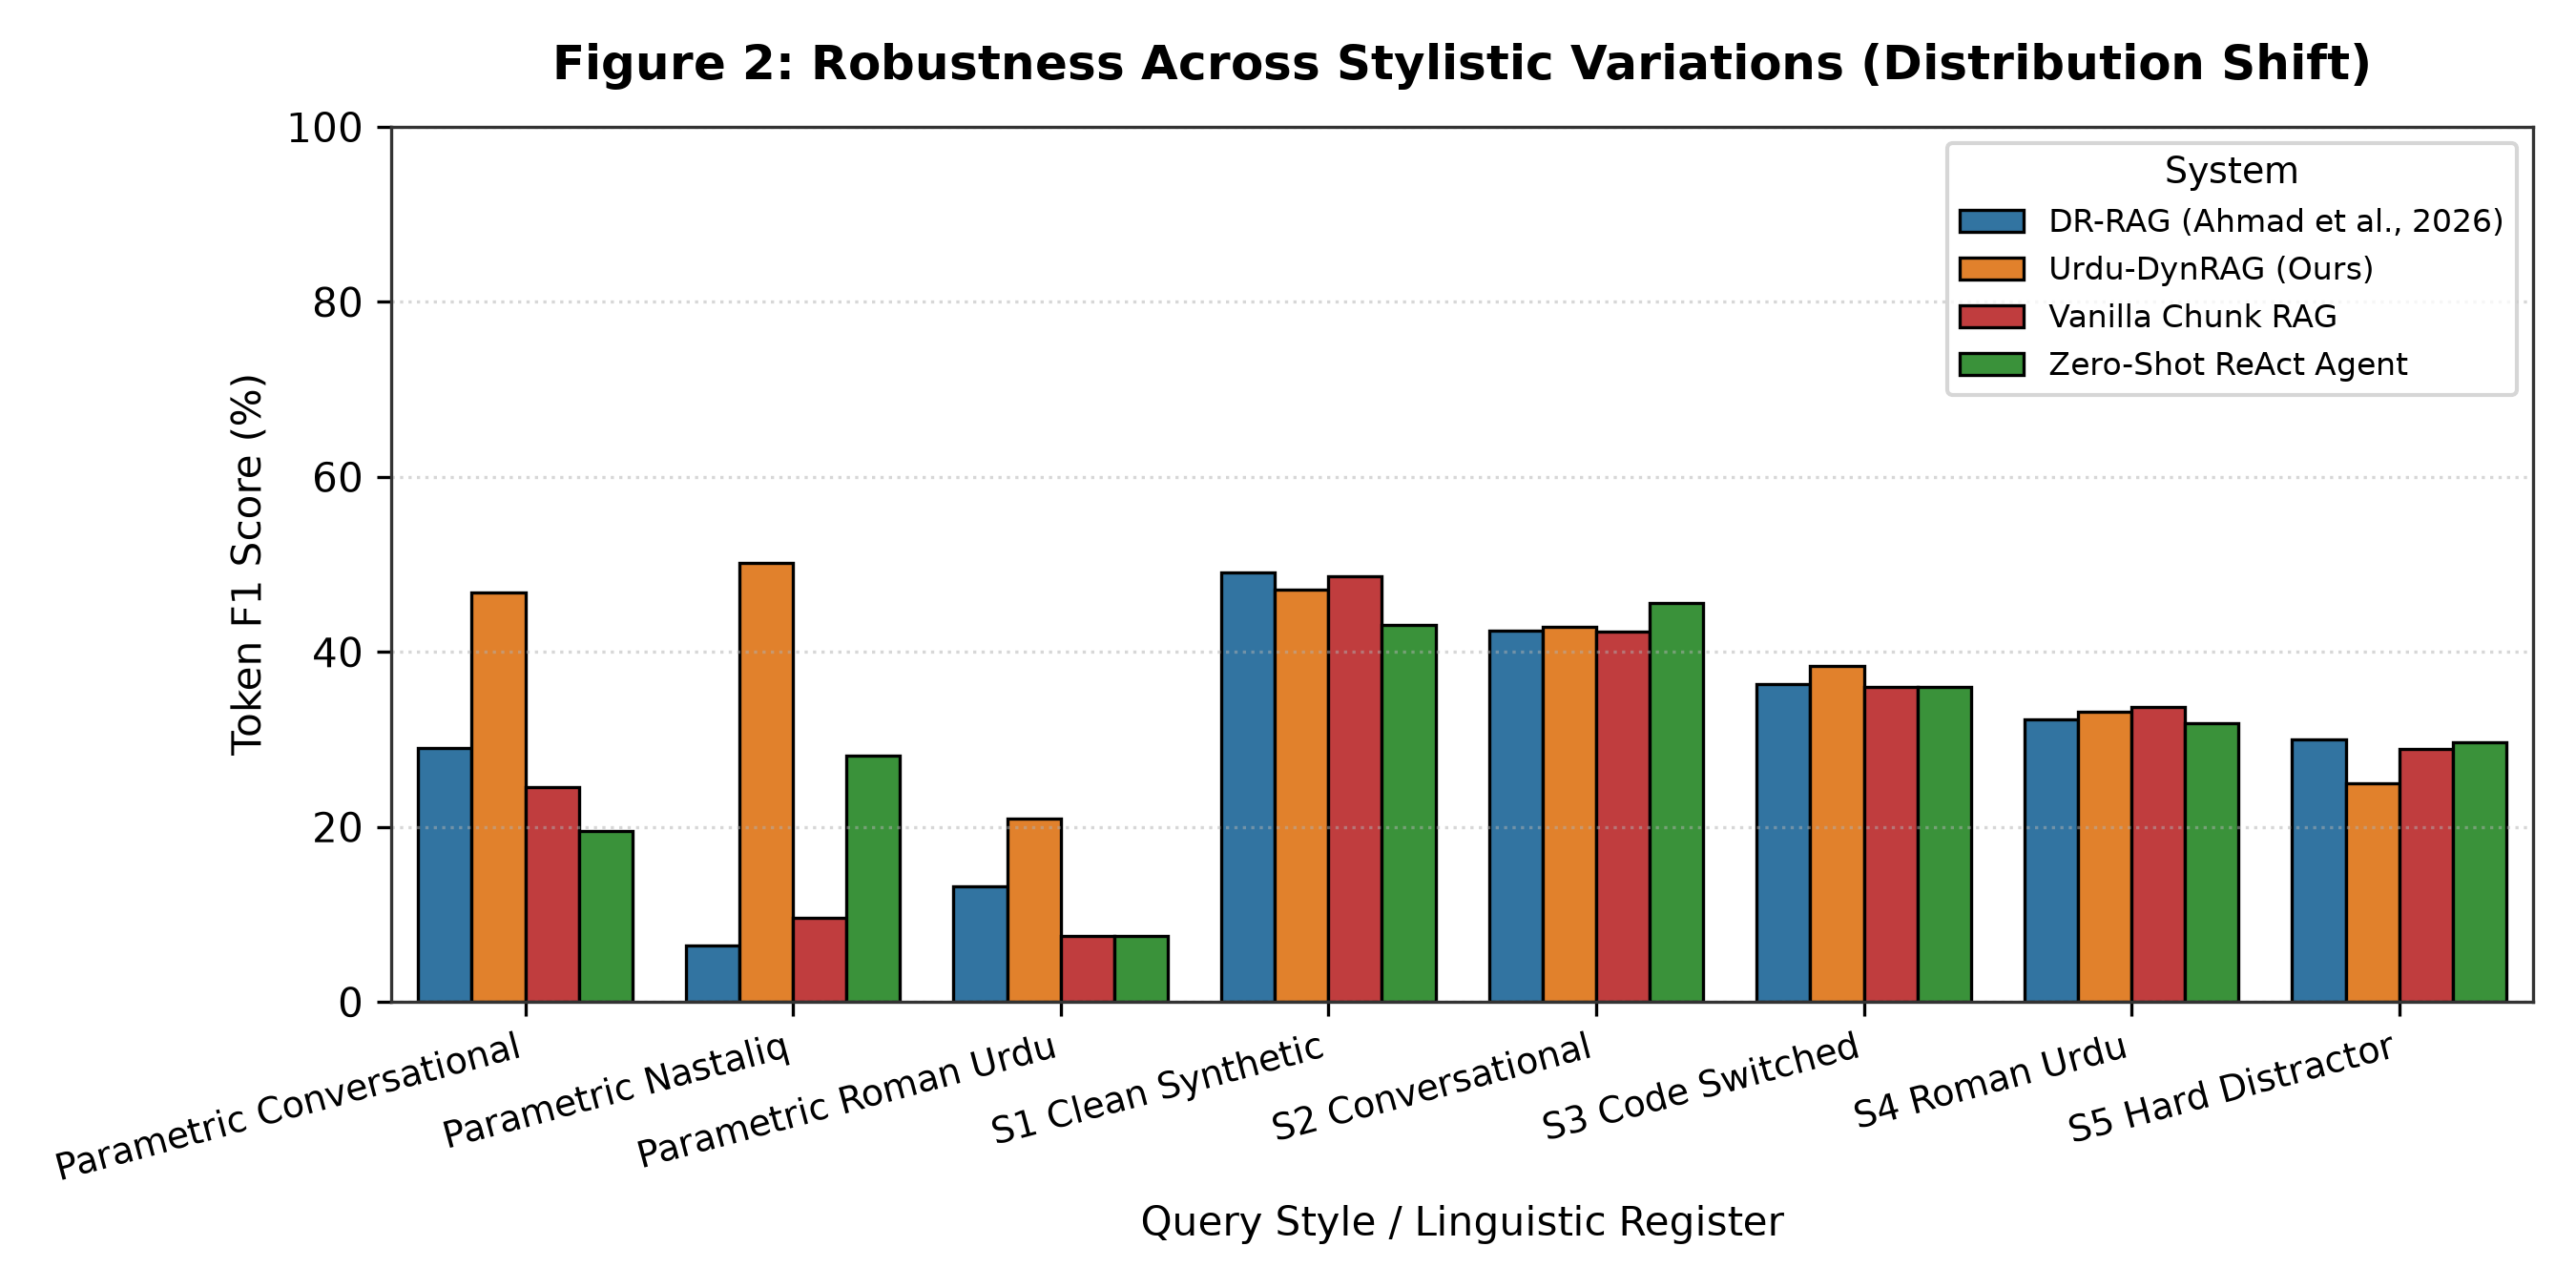 Figure 2: Robustness Across Stylistic Variations (Distribution Shift)
Token F1 Score (%)
100
80
60
40
20
0
System
DR-RAG (Ahmad et al., 2026)
Urdu-DynRAG (Ours)
Vanilla Chunk RAG
Zero-Shot ReAct Agent
Parametric Conversational
Parametric Nastaliq
Parametric Roman Urdu
S1 Clean Synthetic
S2 Conversational
S3 Code Switched
S4 Roman Urdu
S5 Hard Distractor
Query Style / Linguistic Register